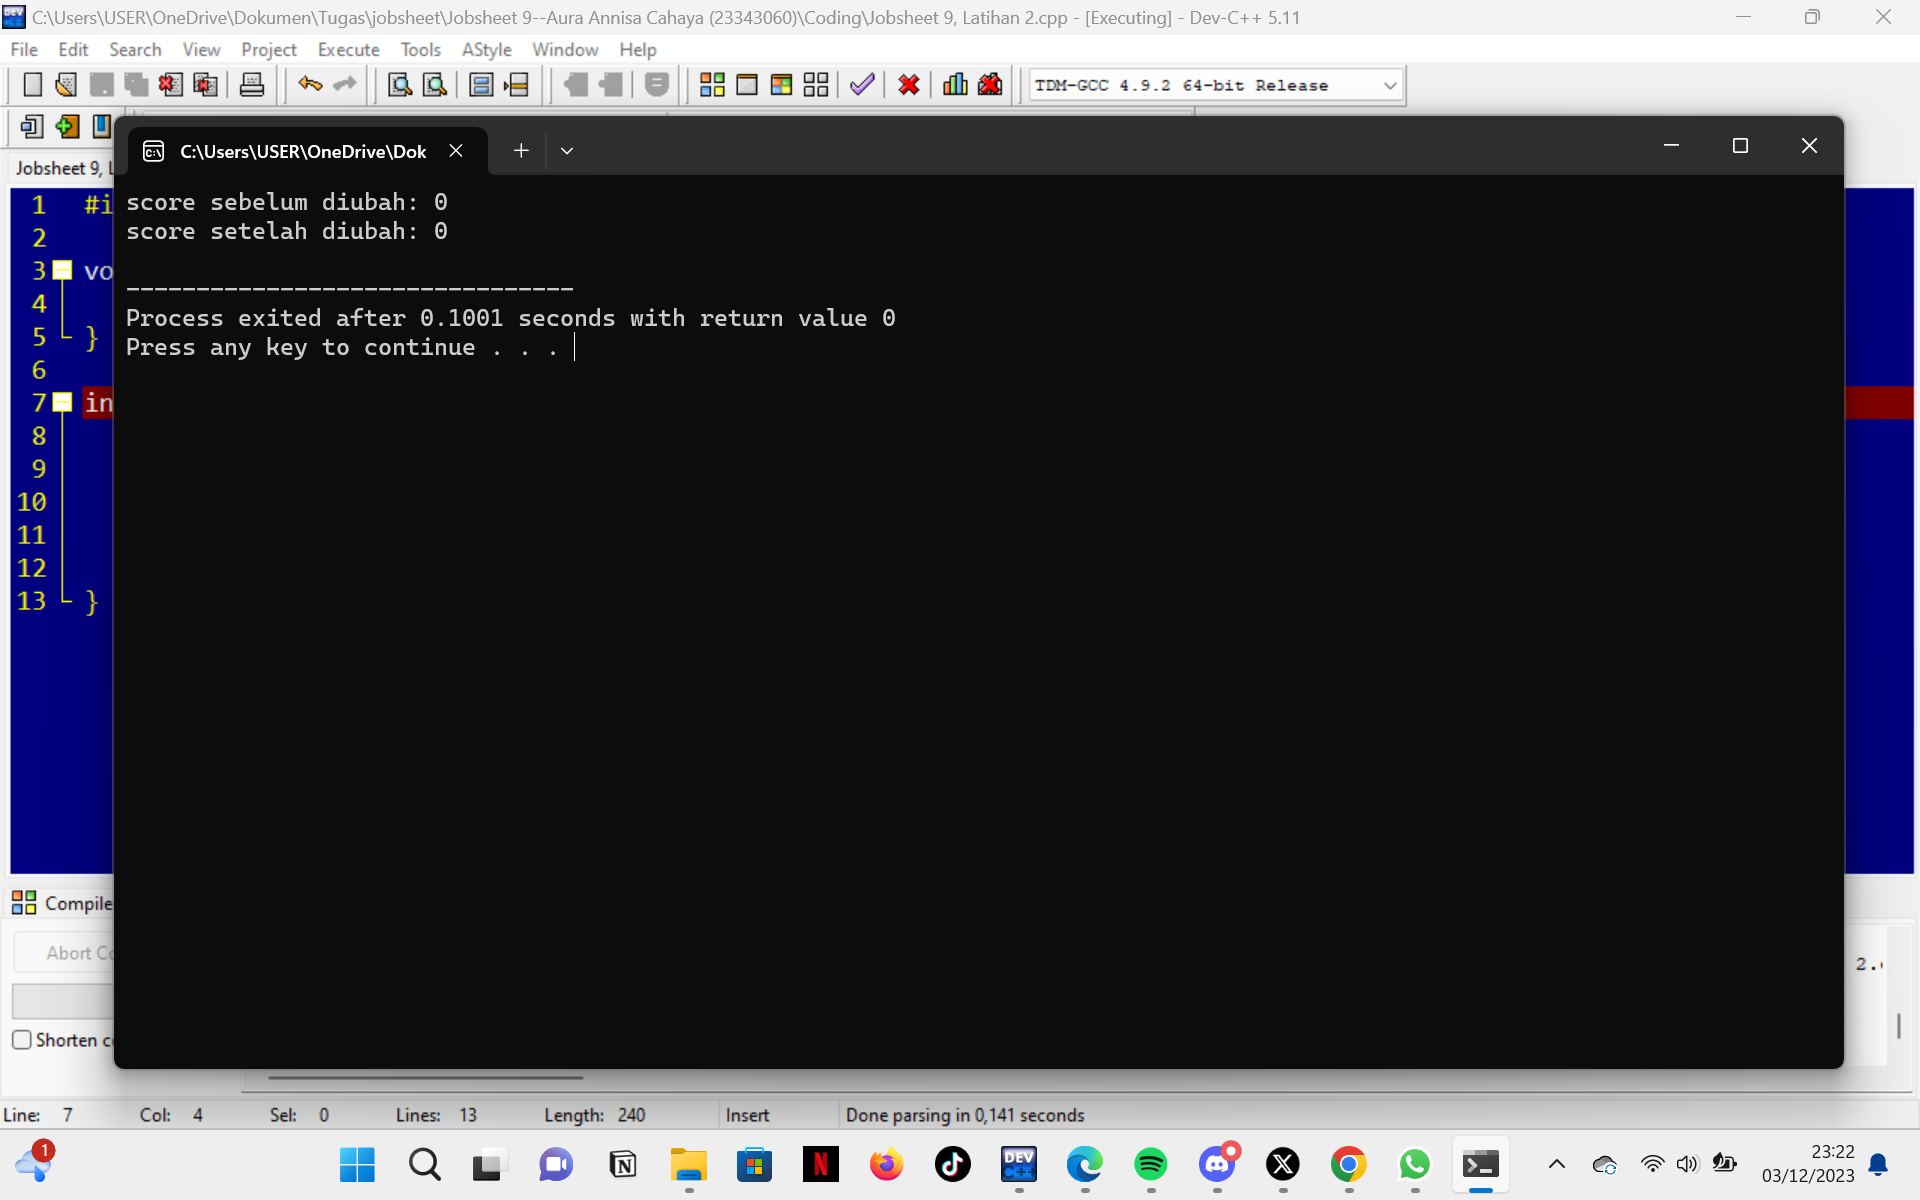 C:\Users\USER\OneDrive\Dokumen\Tugas\jobsheet\Jobsheet 9--Aura Annisa Cahaya (23343060)\Coding\Jobsheet 9, Latihan 2.cpp - [Executing] - Dev-C++ 5.11
File Edit Search View Project Execute Tools AStyle Window Help
TDM-GCC 4.9.2 64-bit Release
C:\Users\USER\OneDrive\Dok
Jobsheet 9, L
score sebelum diubah: 0
score setelah diubah: 0
--------------------------------
Process exited after 0.1001 seconds with return value 0
Press any key to continue . . .
1 #i
2
3 vo
4
5 }
6
7 in
8
9
10
11
12
13 }
Compile
Abort Co
2.
Shorten c
Line: 7 Col: 4 Sel: 0 Lines: 13 Length: 240 Insert Done parsing in 0,141 seconds
1
DEV C++
23:22
03/12/2023